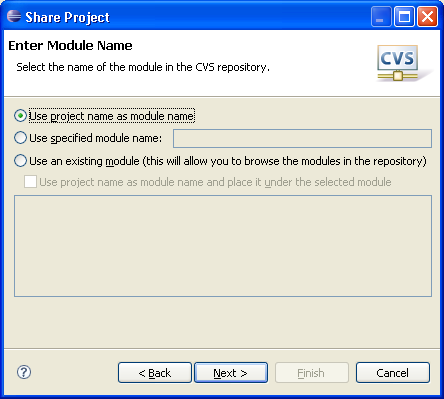 Share Project
Enter Module Name
Select the name of the module in the CVS repository.
CVS
Use project name as module name
Use specified module name:
Use an existing module (this will allow you to browse the modules in the repository)
Use project name as module name and place it under the selected module
?
< Back
Next >
Finish
Cancel